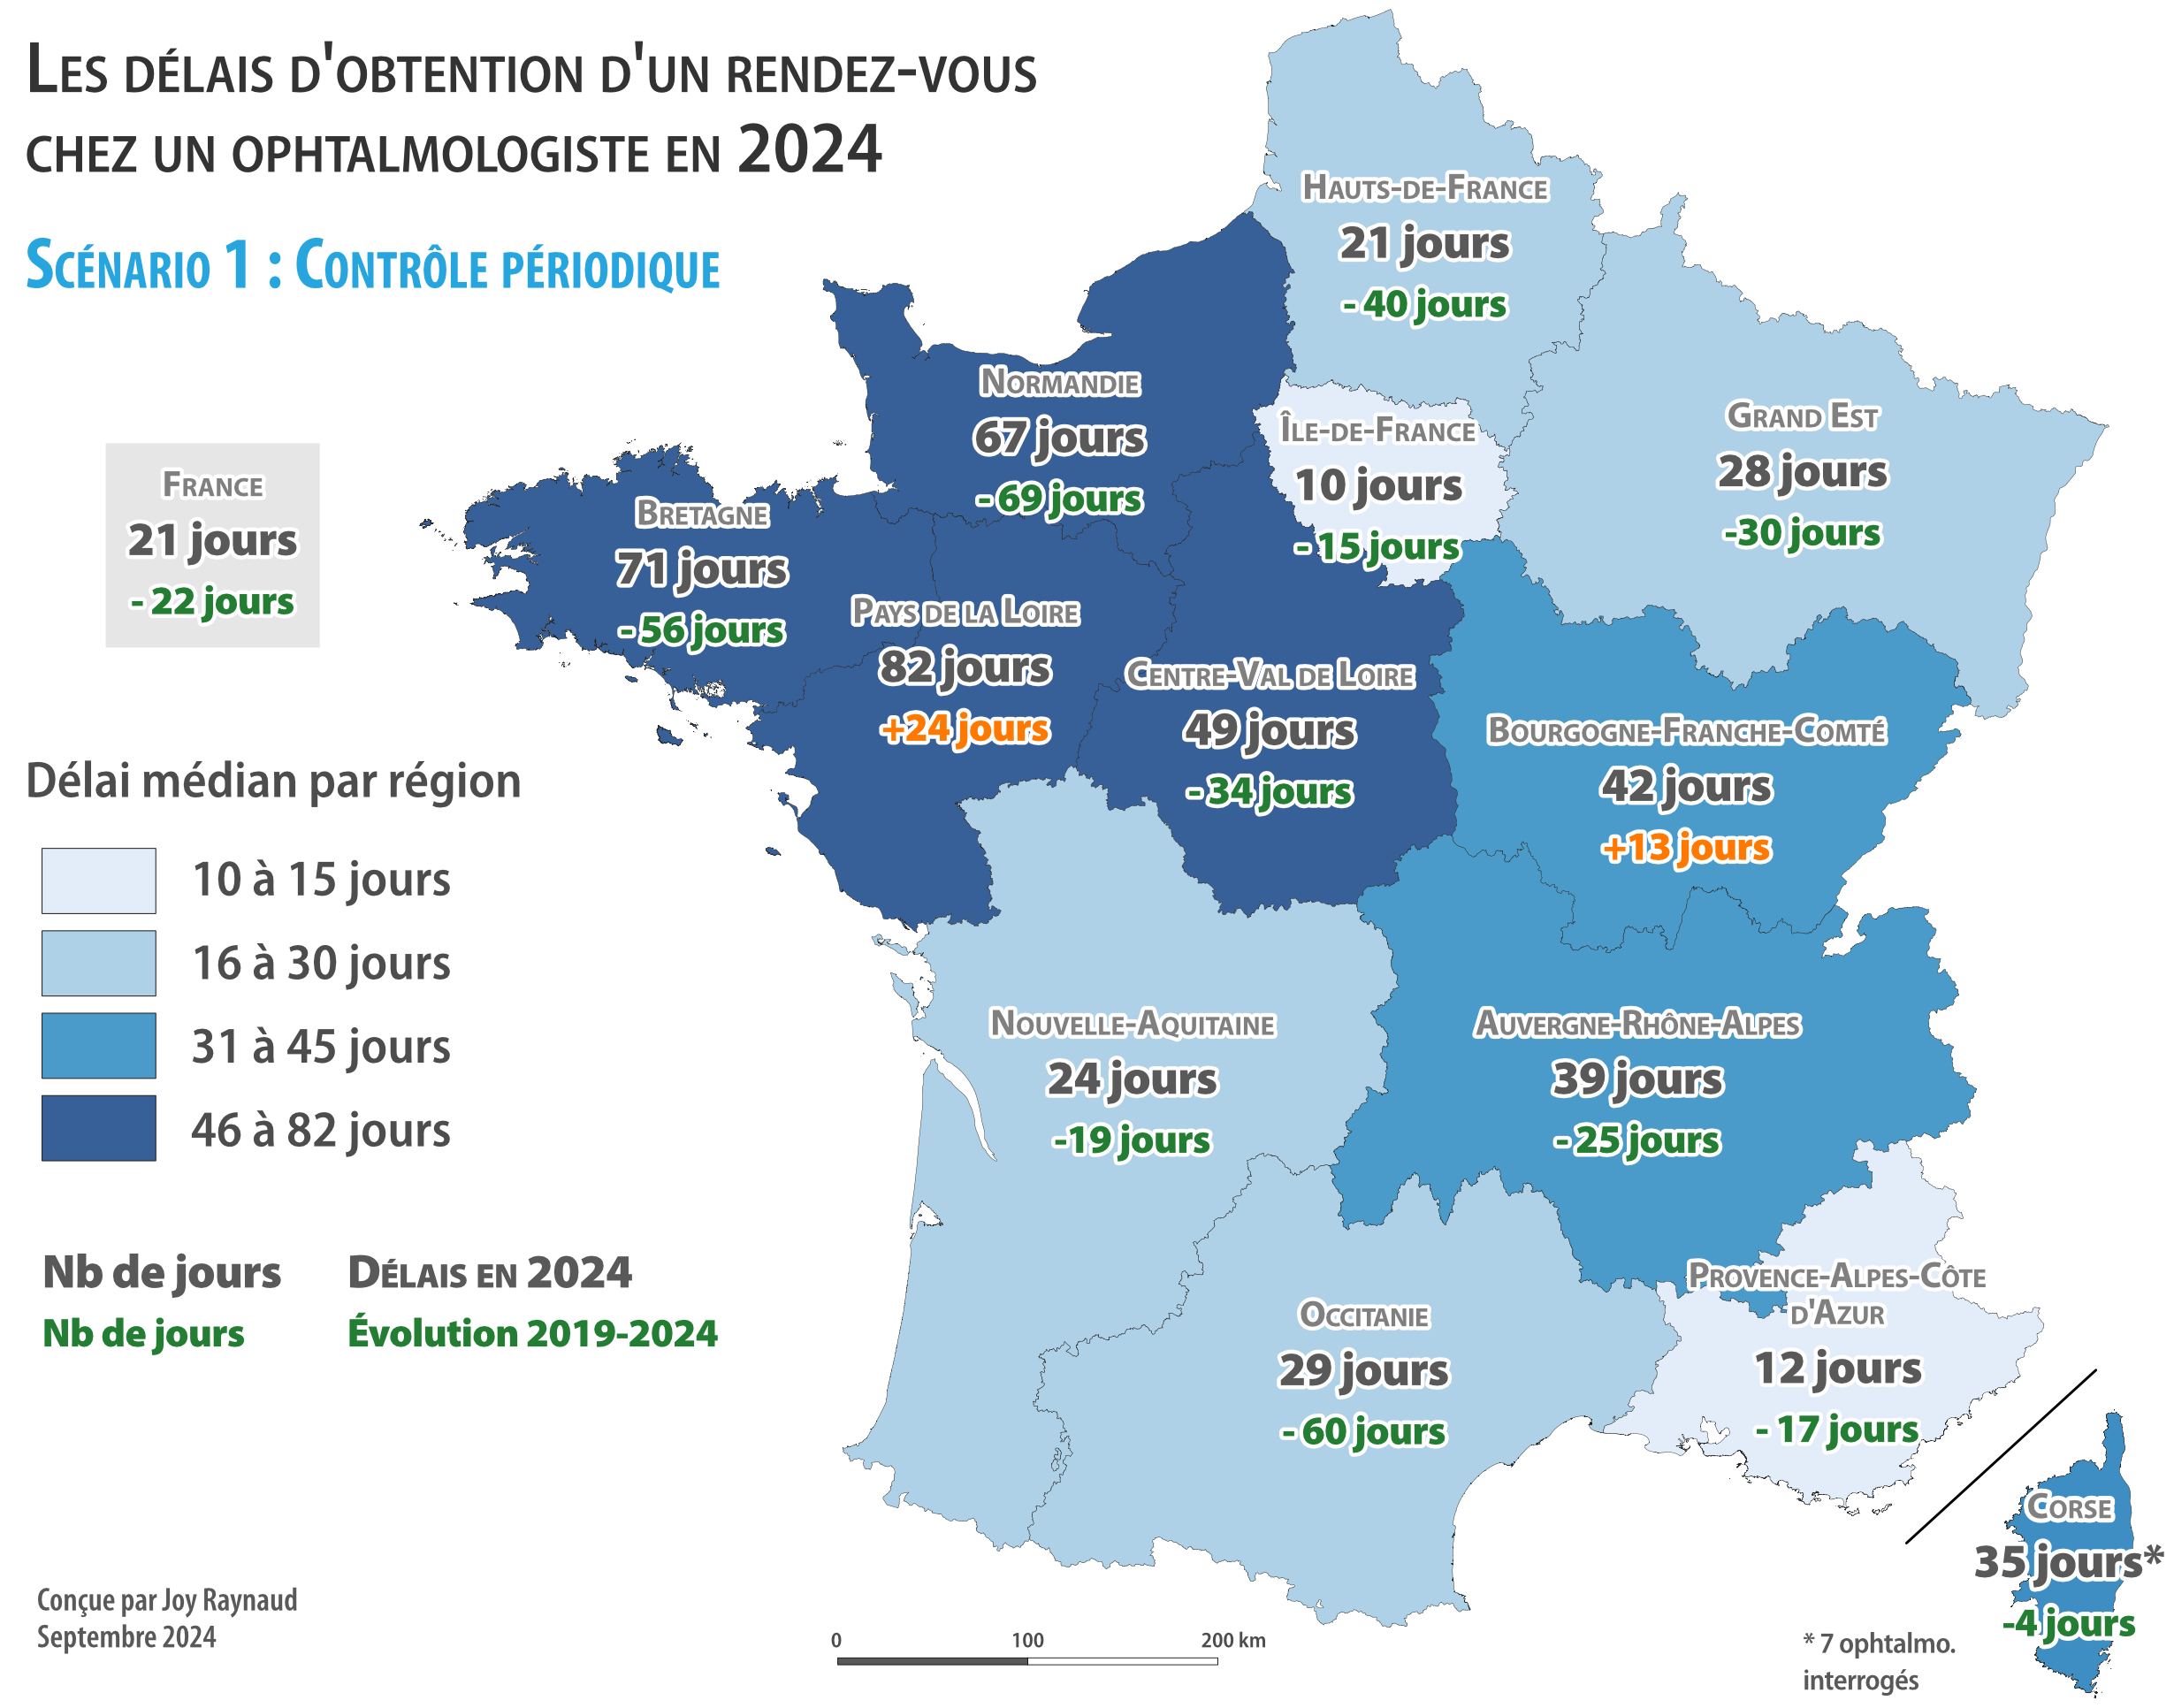 Les délais d'obtention d'un rendez-vous
chez un ophtalmologiste en 2024
Scénario 1 : Contrôle périodique
Hauts-de-France
21 jours
- 40 jours
Normandie
67 jours
- 69 jours
Île-de-France
10 jours
- 15 jours
Grand Est
28 jours
-30 jours
France
21 jours
- 22 jours
Bretagne
71 jours
- 56 jours
Pays de la Loire
82 jours
+24 jours
Centre-Val de Loire
49 jours
- 34 jours
Bourgogne-Franche-Comté
42 jours
+13 jours
Délai médian par région
10 à 15 jours
16 à 30 jours
31 à 45 jours
46 à 82 jours
Nouvelle-Aquitaine
24 jours
-19 jours
Auvergne-Rhône-Alpes
39 jours
- 25 jours
Nb de jours Délais en 2024
Nb de jours Évolution 2019-2024
Occitanie
29 jours
- 60 jours
Provence-Alpes-Côte
d'Azur
12 jours
- 17 jours
Corse
35 jours*
-4 jours
Conçue par Joy Raynaud
Septembre 2024
0 100 200 km
* 7 ophtalmo.
interrogés